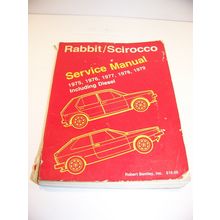 Rabbit/Scirocco
Service Manual
1975, 1976, 1977, 1978, 1979
Including Diesel
Robert Bentley, Inc.